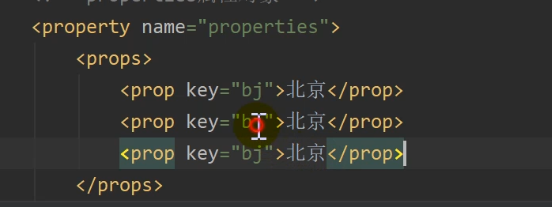 <property name="properties">
<props>
<prop key="bj">北京</prop>
<prop key="bj">北京</prop>
<prop key="bj">北京</prop>
</props>